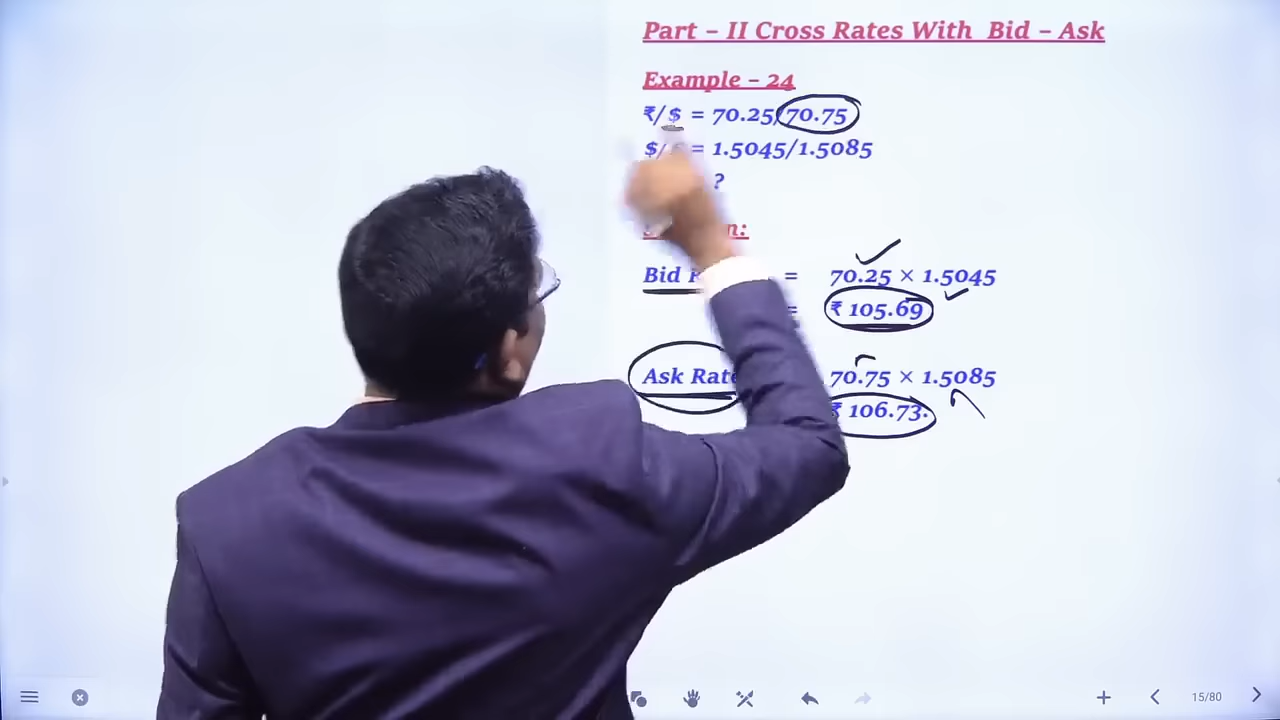 Part – II Cross Rates With Bid – Ask
Example – 24
₹/$ = 70.25/70.75
$/ = 1.5045/1.5085
?
Bid = 70.25 × 1.5045
= ₹ 105.69
Ask Rate 70.75 × 1.5085
₹ 106.73.
15/80